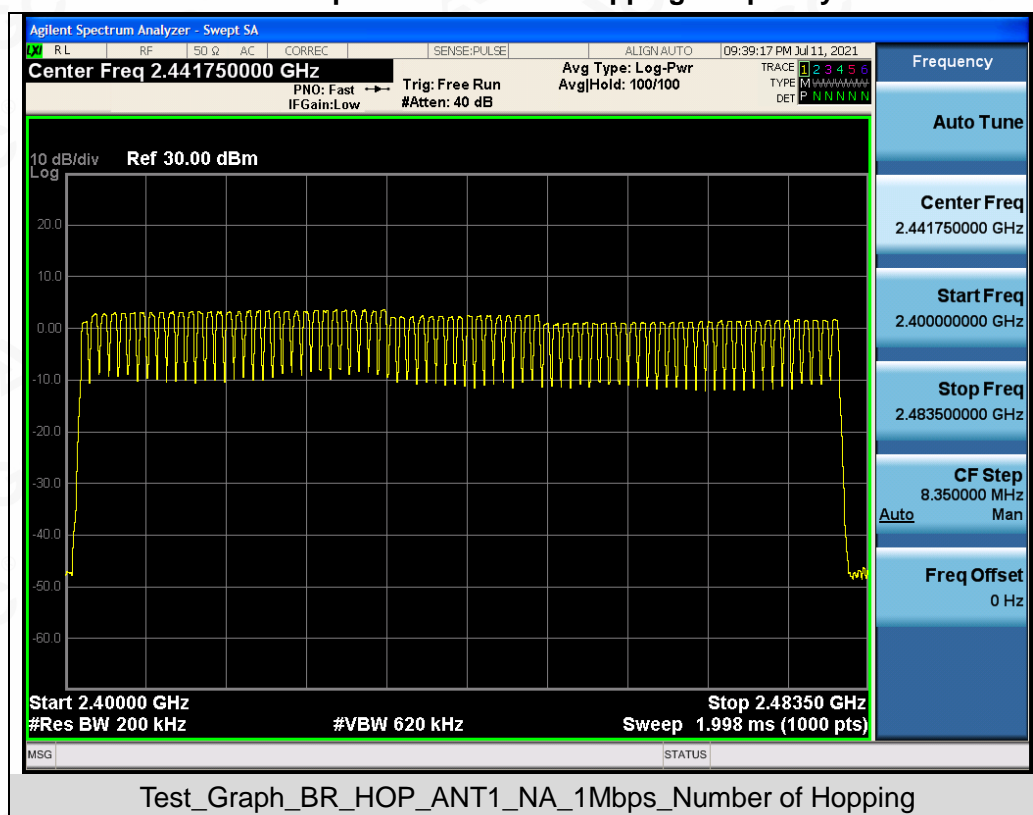 Agilent Spectrum Analyzer - Swept SA
LXI RL RF 50 Ω AC CORREC SENSE:PULSE ALIGN AUTO 09:39:17 PM Jul 11, 2021
Center Freq 2.441750000 GHz
PNO: Fast
IFGain:Low
Trig: Free Run
#Atten: 40 dB
Avg Type: Log-Pwr
Avg|Hold: 100/100
TRACE 1 2 3 4 5 6
TYPE M
DET P N N N N N
Frequency
Auto Tune
Center Freq
2.441750000 GHz
Start Freq
2.400000000 GHz
Stop Freq
2.483500000 GHz
CF Step
8.350000 MHz
Auto Man
Freq Offset
0 Hz
10 dB/div Ref 30.00 dBm
Log
20.0
10.0
0.00
-10.0
-20.0
-30.0
-40.0
-50.0
-60.0
Start 2.40000 GHz Stop 2.48350 GHz
#Res BW 200 kHz #VBW 620 kHz Sweep 1.998 ms (1000 pts)
MSG STATUS
Test_Graph_BR_HOP_ANT1_NA_1Mbps_Number of Hopping